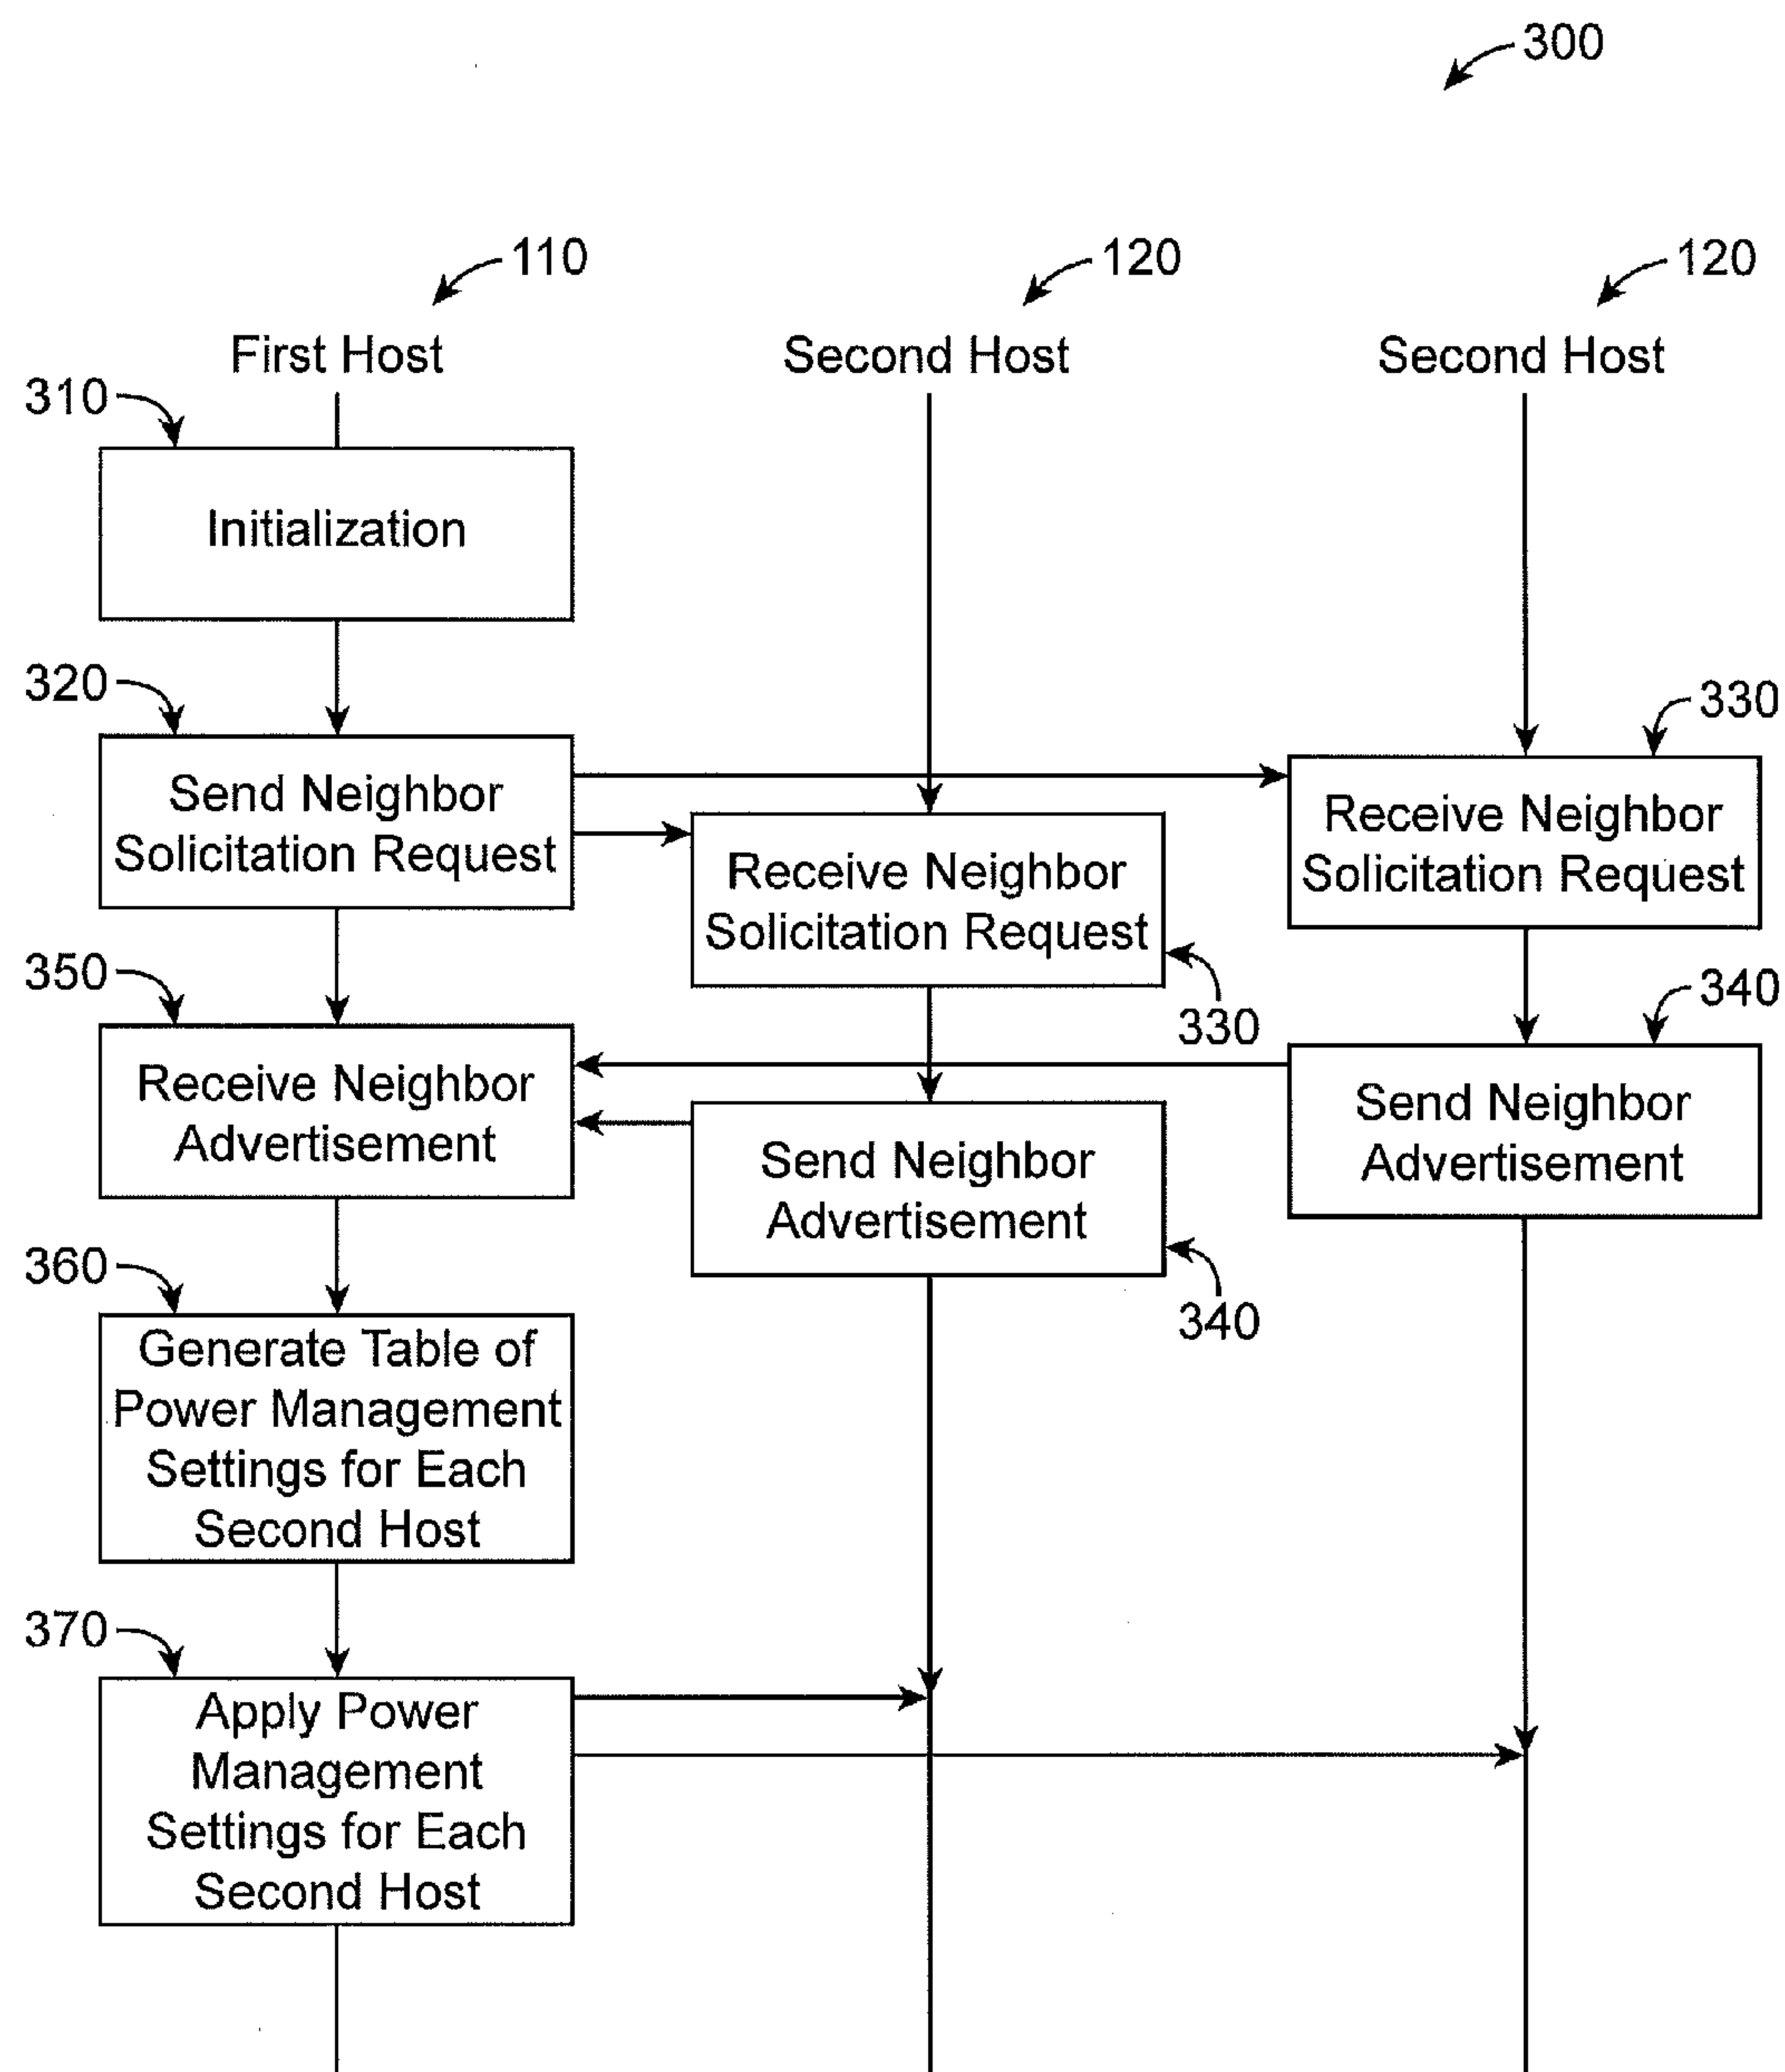 300
110
120
120
First Host
Second Host
Second Host
310
Initialization
320
330
Send Neighbor
Solicitation Request
Receive Neighbor
Solicitation Request
Receive Neighbor
Solicitation Request
350
340
330
Receive Neighbor
Advertisement
Send Neighbor
Advertisement
Send Neighbor
Advertisement
360
340
Generate Table of
Power Management
Settings for Each
Second Host
370
Apply Power
Management
Settings for Each
Second Host